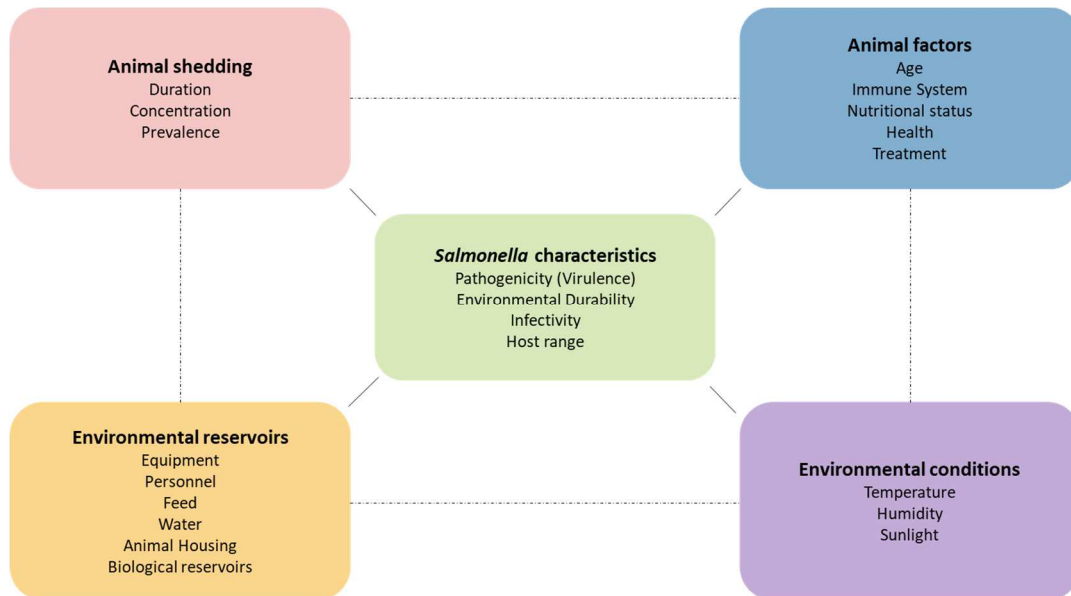 Animal shedding
Duration
Concentration
Prevalence
Animal factors
Age
Immune System
Nutritional status
Health
Treatment
Salmonella characteristics
Pathogenicity (Virulence)
Environmental Durability
Infectivity
Host range
Environmental reservoirs
Equipment
Personnel
Feed
Water
Animal Housing
Biological reservoirs
Environmental conditions
Temperature
Humidity
Sunlight